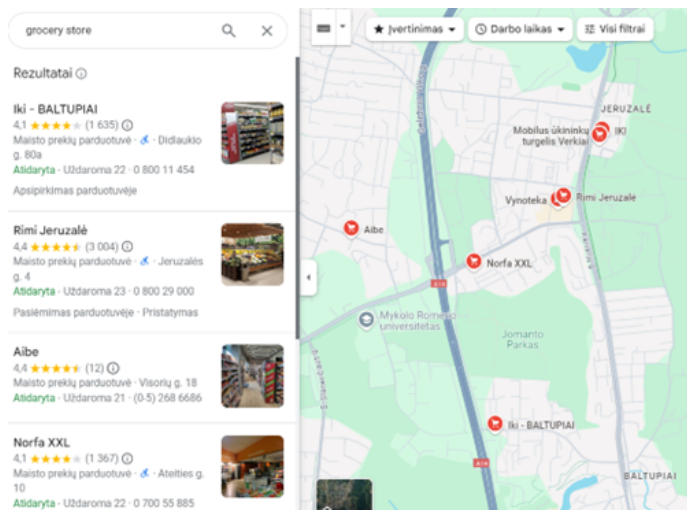 grocery store
Rezultatai
Iki - BALTUPIAI
4,1 (1 635)
Maisto prekių parduotuvė · Didlaukio
g. 80a
Atidaryta · Uždaroma 22 · 0 800 11 454
Apsipirkimas parduotuvėje
Rimi Jeruzalė
4,4 (3 004)
Maisto prekių parduotuvė · Jeruzalės
g. 4
Atidaryta · Uždaroma 23 · 0 800 29 000
Pasiėmimas parduotuvėje · Pristatymas
Aibe
4,4 (12)
Maisto prekių parduotuvė · Visorių g. 18
Atidaryta · Uždaroma 21 · (0-5) 268 6686
Norfa XXL
4,1 (1 367)
Maisto prekių parduotuvė · Ateities g.
10
Atidaryta · Uždaroma 22 · 0 700 55 885
Įvertinimas
Darbo laikas
Visi filtrai
JERUZALĖ
Mobilus ūkininkų
turgelis Verkiai
IKI
Vynoteka
Rimi Jeruzalė
Aibe
Norfa XXL
A14
Mykolo Romerio
universitetas
Jomanto
Parkas
Iki - BALTUPIAI
A14
BALTUPIAI